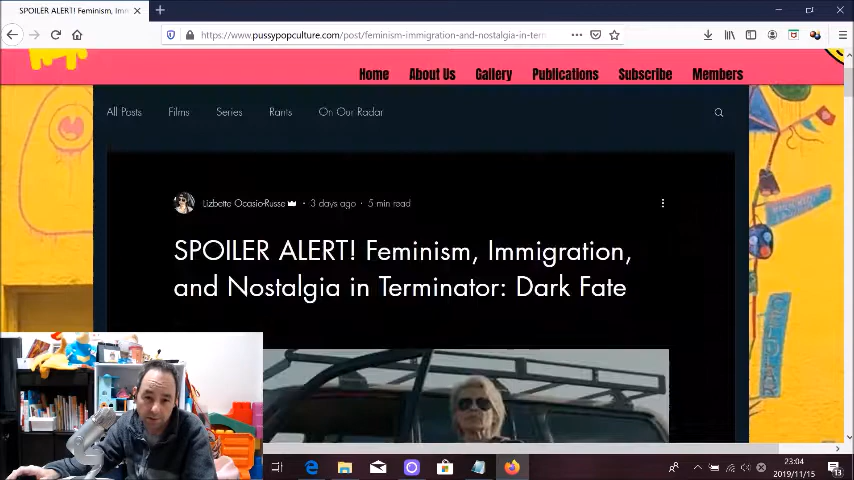 SPOILER ALERT! Feminism, Imm
https://www.pussypopculture.com/post/feminism-immigration-and-nostalgia-in-tern
Home About Us Gallery Publications Subscribe Members
All Posts Films Series Rants On Our Radar
Lizbette Ocasio-Russe 3 days ago · 5 min read
SPOILER ALERT! Feminism, Immigration,
and Nostalgia in Terminator: Dark Fate
23:04
2019/11/15
13